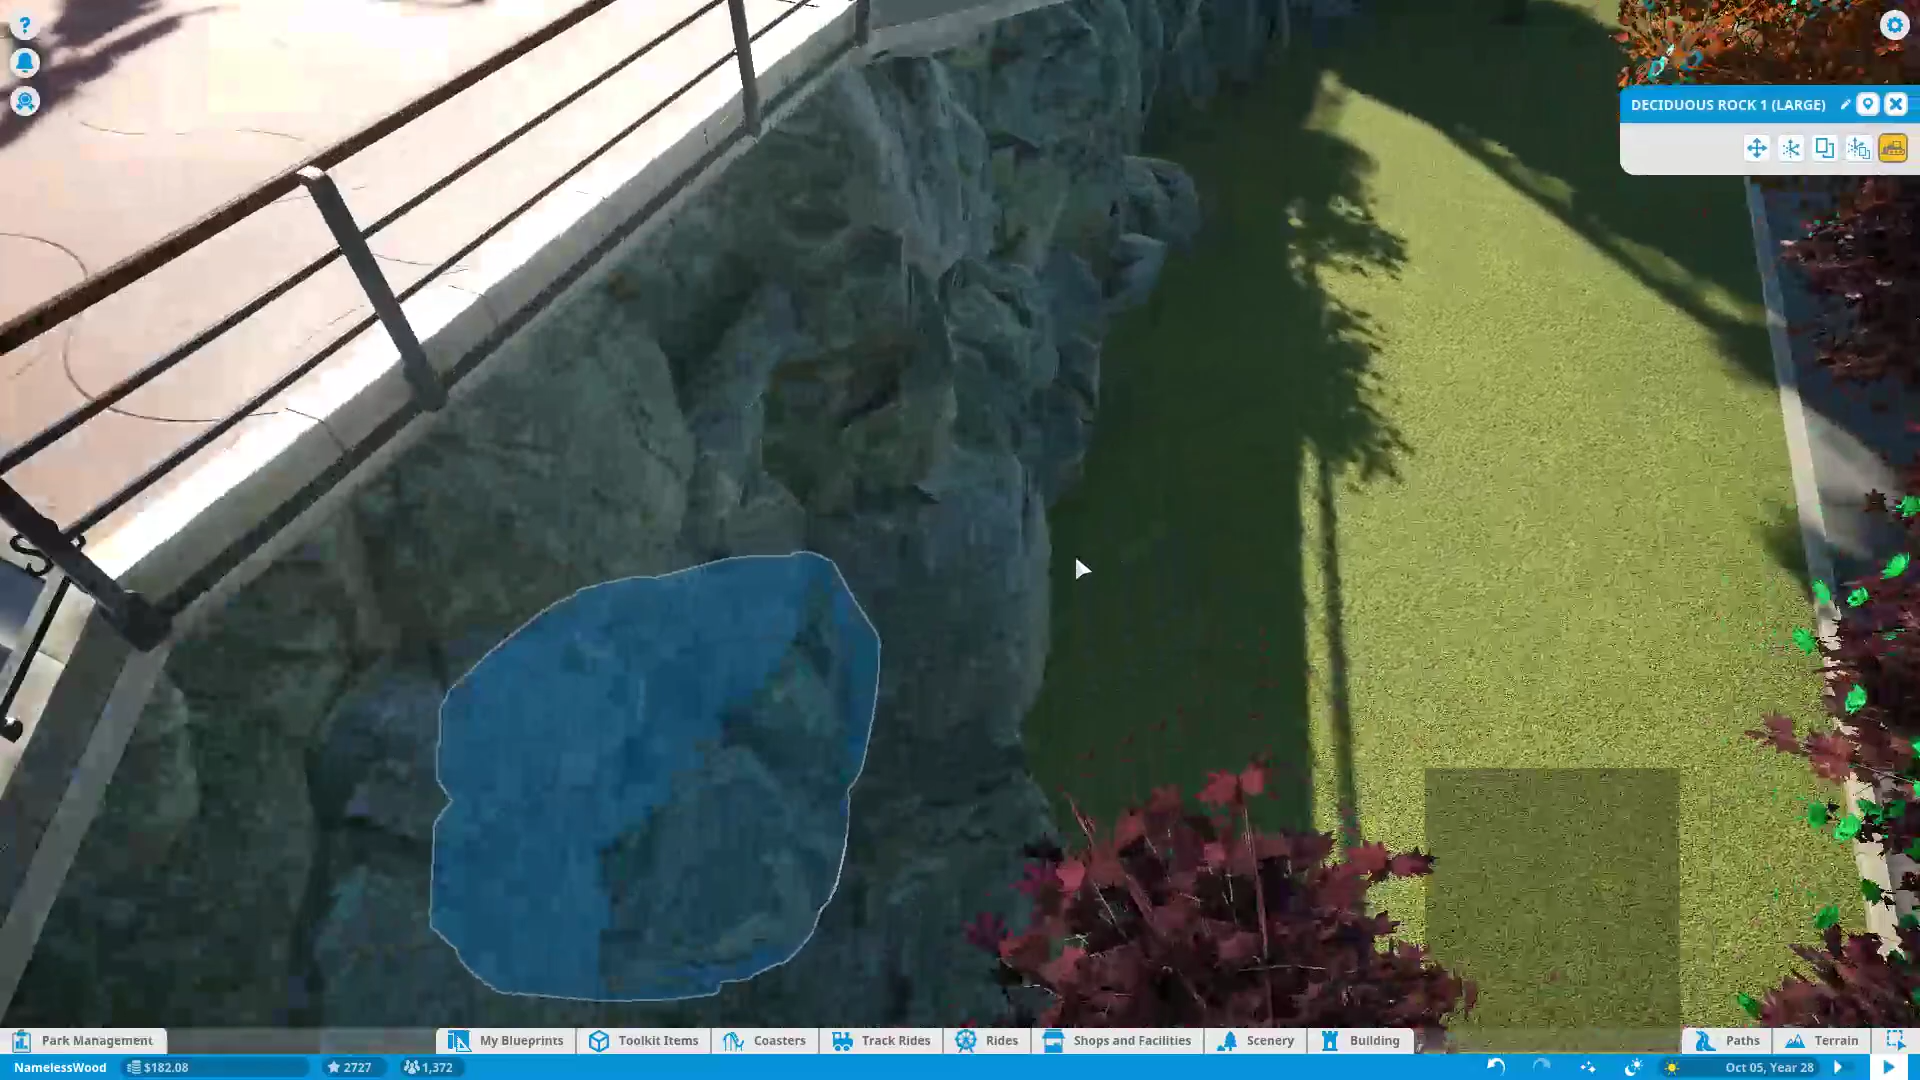 ?
DECIDUOUS ROCK 1 (LARGE)
Park Management
My Blueprints
Toolkit Items
Coasters
Track Rides
Rides
Shops and Facilities
Scenery
Building
Paths
Terrain
NamelessWood
$182.08
2727
1,372
Oct 05, Year 28